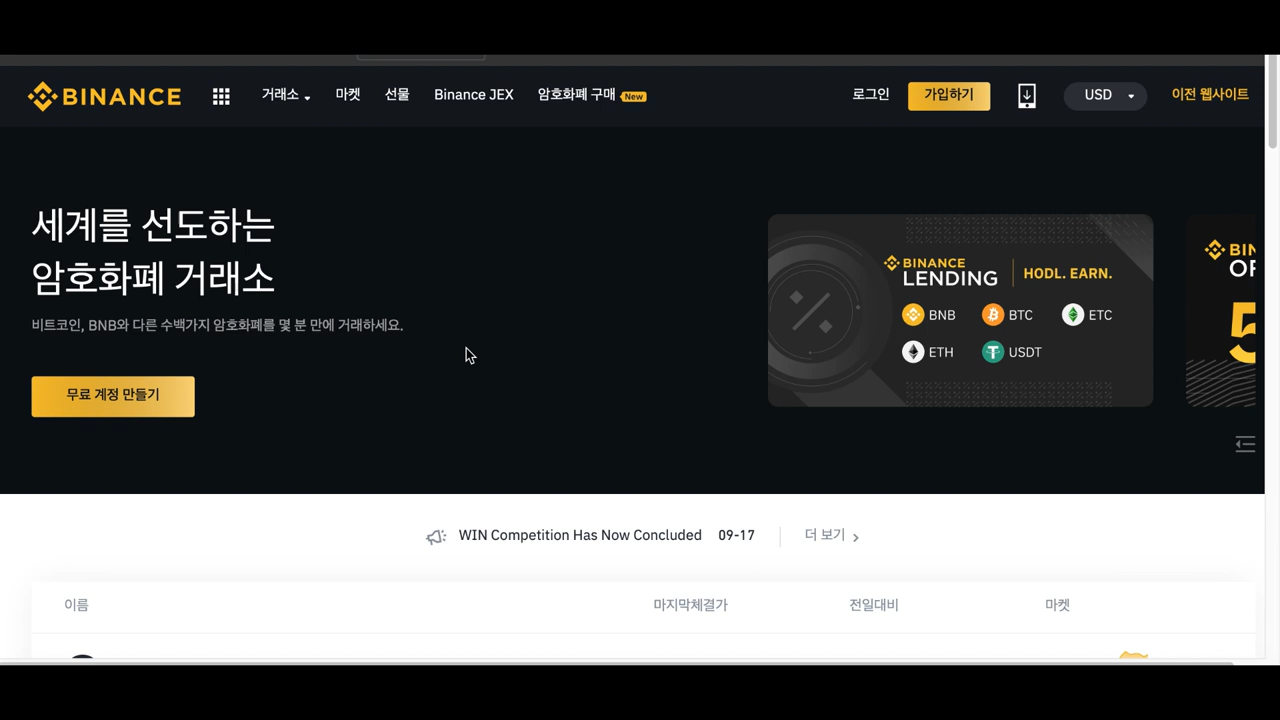 BINANCE 거래소 마켓 선물 Binance JEX 암호화폐 구매 New 로그인 가입하기 USD 이전 웹사이트
세계를 선도하는
암호화폐 거래소
비트코인, BNB와 다른 수백가지 암호화폐를 몇 분 만에 거래하세요.
무료 계정 만들기
BINANCE
LENDING
HODL. EARN.
BNB BTC ETC
ETH USDT
5
WIN Competition Has Now Concluded 09-17 더 보기
이름 마지막체결가 전일대비 마켓